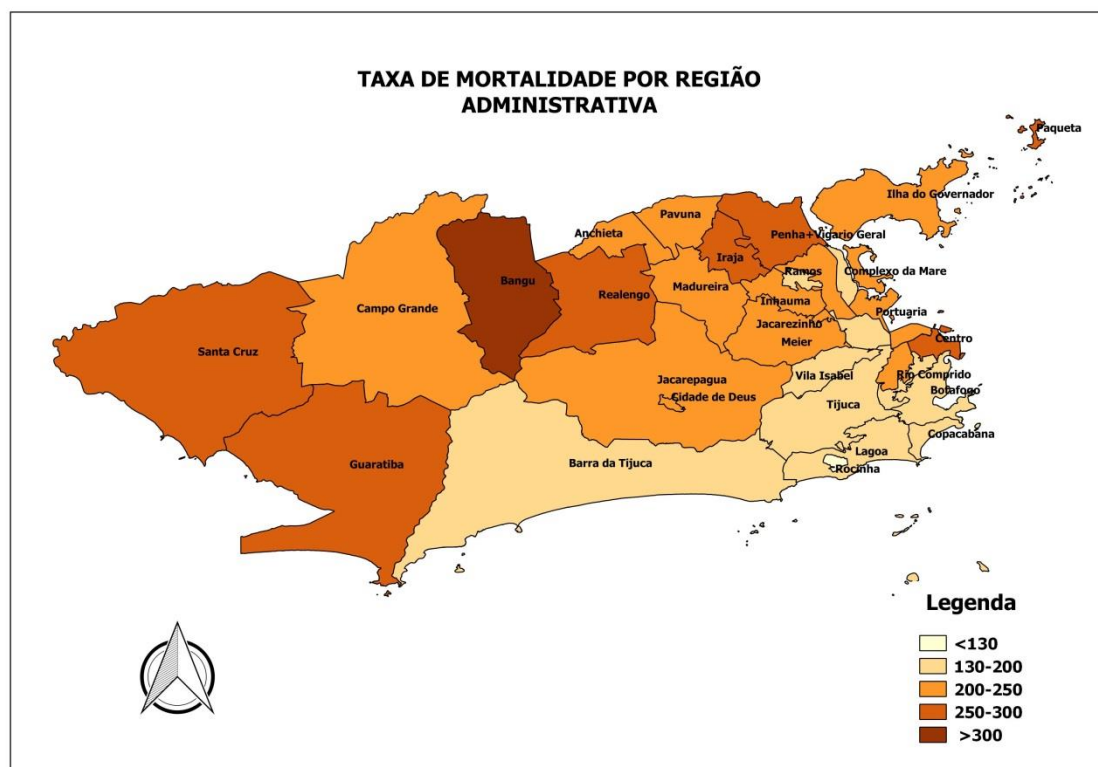 TAXA DE MORTALIDADE POR REGIÃO
ADMINISTRATIVA
Paqueta
Ilha do Governador
Pavuna
Anchieta
Penha+Vigario Geral
Iraja
Ramos
Complexo da Mare
Bangu
Realengo
Madureira
Inhauma
Campo Grande
Portuaria
Jacarezinho
Centro
Meier
Santa Cruz
Vila Isabel
Rio Comprido
Jacarepagua
Botafogo
Cidade de Deus
Tijuca
Copacabana
Lagoa
Guaratiba
Barra da Tijuca
Rocinha
Legenda
<130
130-200
200-250
250-300
>300